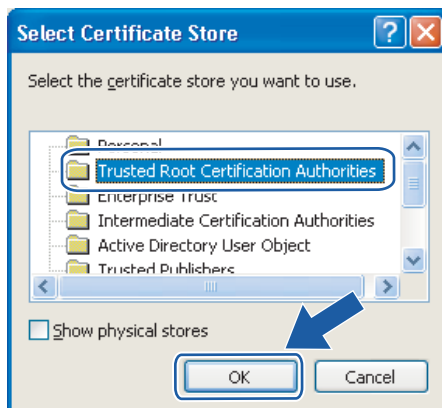 Select Certificate Store
Select the certificate store you want to use.
Personal
Trusted Root Certification Authorities
Enterprise Trust
Intermediate Certification Authorities
Active Directory User Object
Trusted Publishers
Show physical stores
OK
Cancel